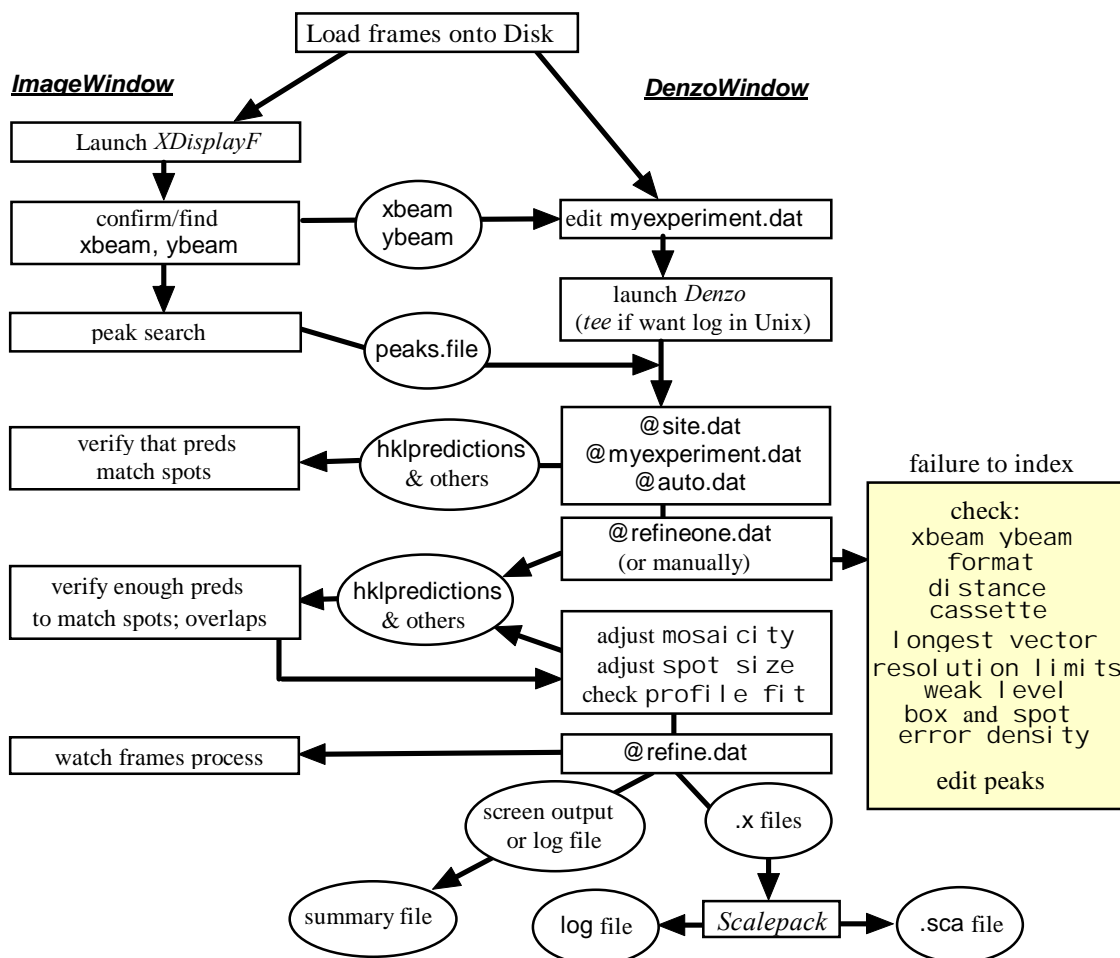 Load frames onto Disk
ImageWindow
DenzoWindow
Launch XDisplayF
confirm/find
xbeam, ybeam
xbeam
ybeam
edit myexperiment.dat
launch Denzo
(tee if want log in Unix)
peak search
peaks.file
verify that preds
match spots
hklpredictions
& others
@site.dat
@myexperiment.dat
@auto.dat
failure to index
@refineone.dat
(or manually)
check:
xbeam ybeam
format
distance
cassette
longest vector
resolution limits
weak level
box and spot
error density
edit peaks
verify enough preds
to match spots; overlaps
hklpredictions
& others
adjust mosaicity
adjust spot size
check profile fit
watch frames process
@refine.dat
screen output
or log file
.x files
summary file
log file
Scalepack
.sca file